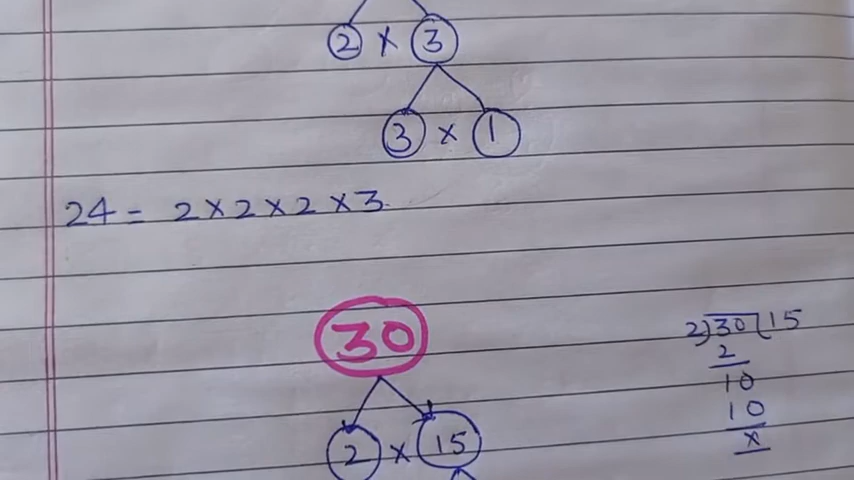 2 × 3
3 × 1
24 = 2 × 2 × 2 × 3
30
2 × 15
2)30(15
2
10
10
×